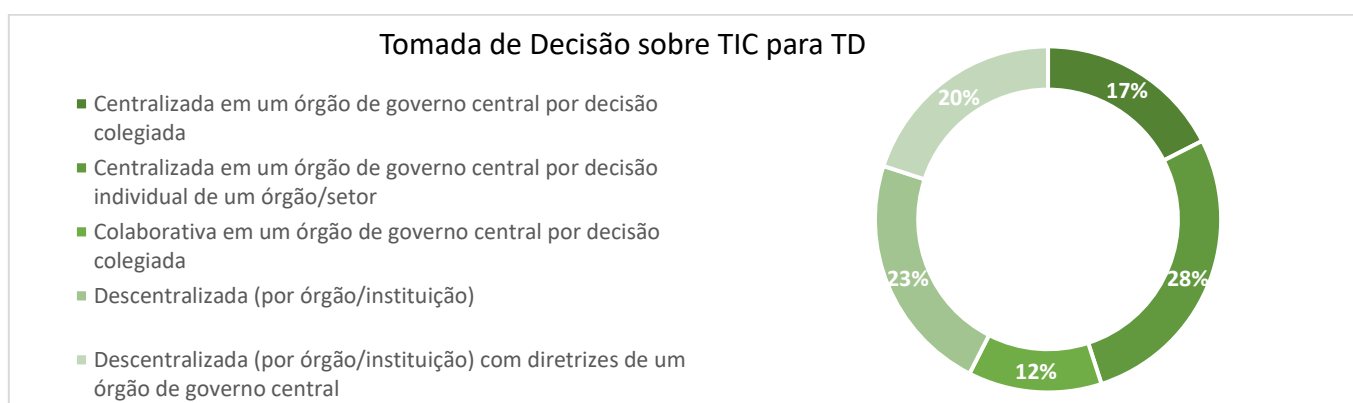 Tomada de Decisão sobre TIC para TD
Centralizada em um órgão de governo central por decisão
colegiada
Centralizada em um órgão de governo central por decisão
individual de um órgão/setor
Colaborativa em um órgão de governo central por decisão
colegiada
Descentralizada (por órgão/instituição)
Descentralizada (por órgão/instituição) com diretrizes de um
órgão de governo central
17%
28%
12%
23%
20%